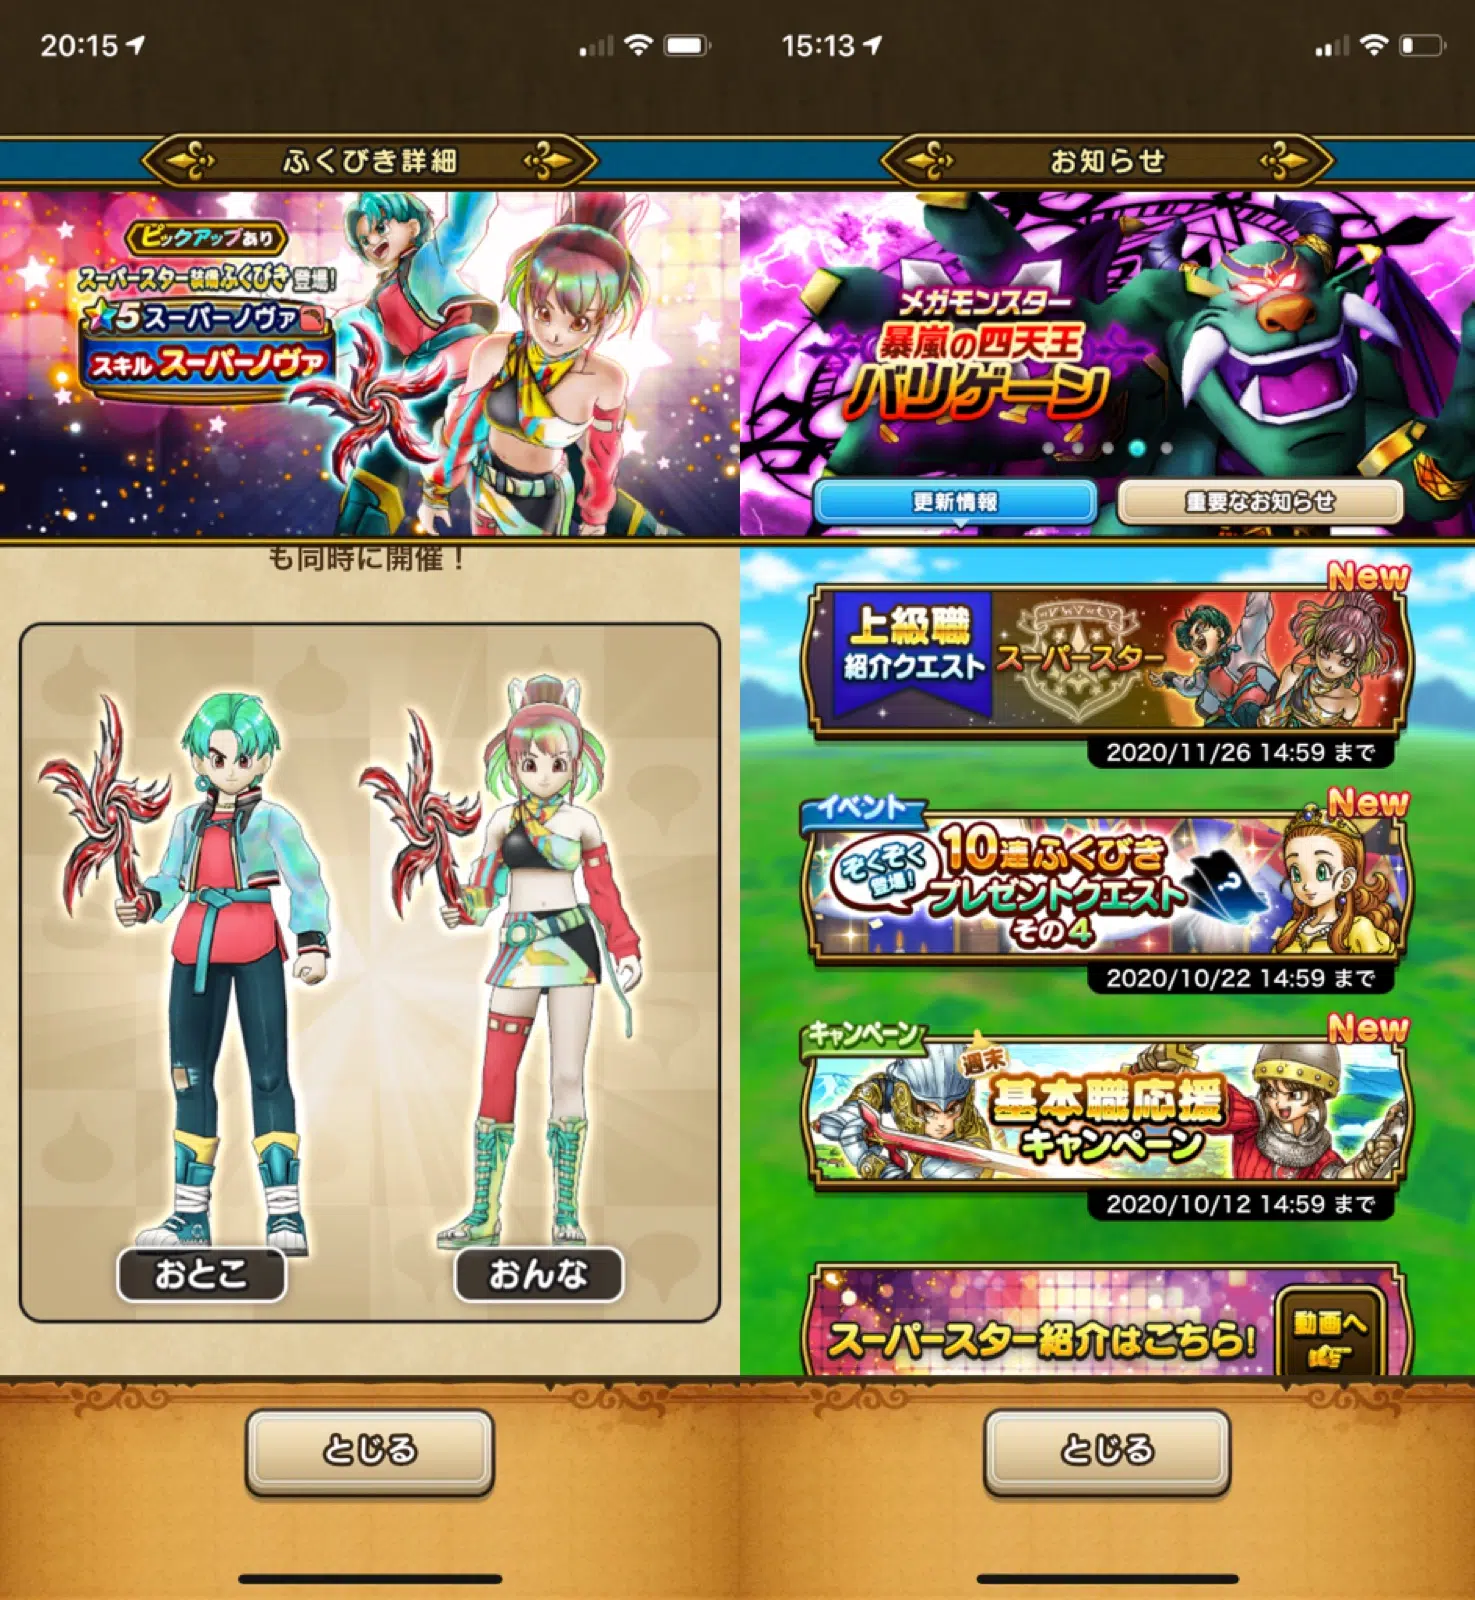 20:15
ふくびき詳細
ピックアップあり
スーパースター装備ふくびき登場!
★5スーパーノヴァ
スキル スーパーノヴァ
も同時に開催！
おとこ
おんな
とじる
15:13
お知らせ
メガモンスター
暴嵐の四天王
バリゲーン
更新情報
重要なお知らせ
New
上級職
紹介クエスト
スーパースター
2020/11/26 14:59 まで
New
イベント
ぞくぞく
登場!
10連ふくびき
プレゼントクエスト
その4
2020/10/22 14:59 まで
New
キャンペーン
週末
基本職応援
キャンペーン
2020/10/12 14:59 まで
スーパースター紹介はこちら!
動画へ
とじる